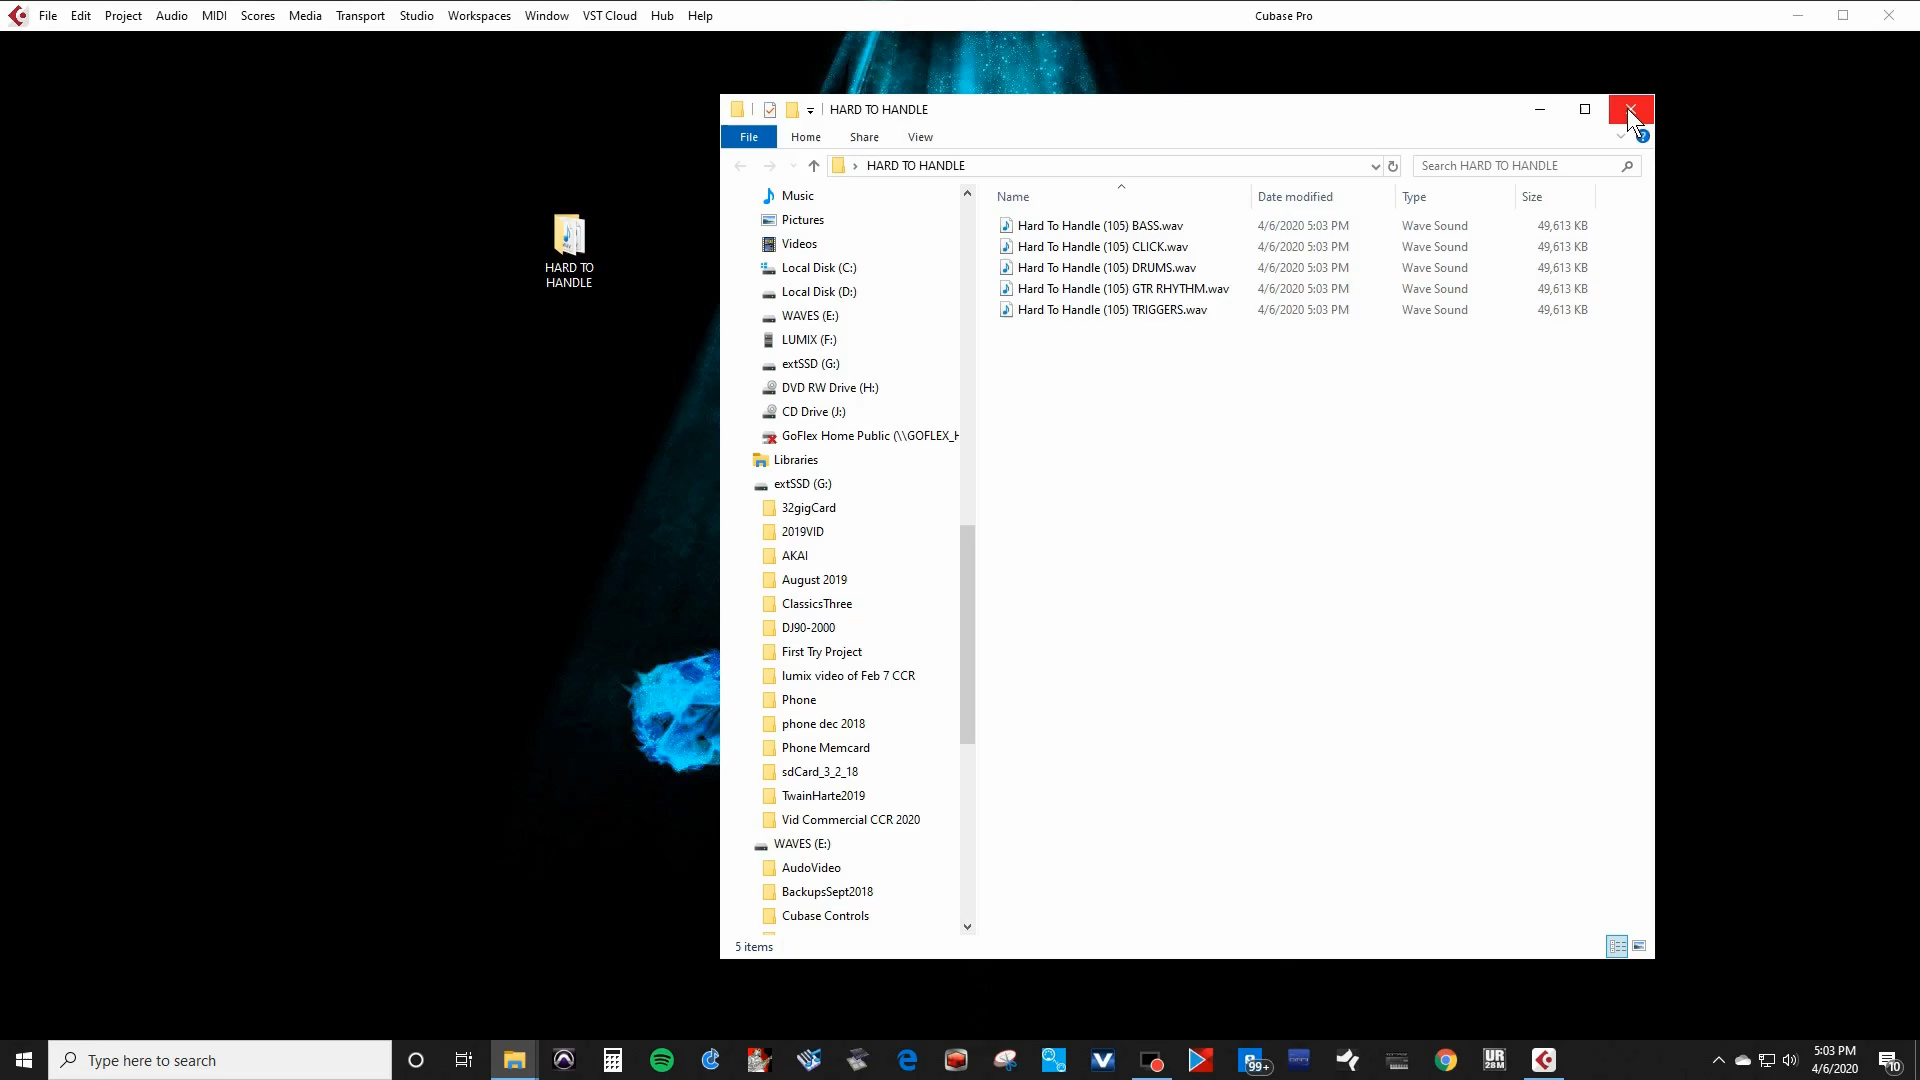 File Edit Project Audio MIDI Scores Media Transport Studio Workspaces Window VST Cloud Hub Help Cubase Pro
HARD TO HANDLE
File Home Share View
HARD TO HANDLE Search HARD TO HANDLE
Music
Pictures
Videos
Local Disk (C:)
Local Disk (D:)
WAVES (E:)
LUMIX (F:)
extSSD (G:)
DVD RW Drive (H:)
CD Drive (J:)
GoFlex Home Public (\\GOFLEX_H
Libraries
extSSD (G:)
32gigCard
2019VID
AKAI
August 2019
ClassicsThree
DJ90-2000
First Try Project
lumix video of Feb 7 CCR
Phone
phone dec 2018
Phone Memcard
sdCard_3_2_18
TwainHarte2019
Vid Commercial CCR 2020
WAVES (E:)
AudoVideo
BackupsSept2018
Cubase Controls
Name Date modified Type Size
Hard To Handle (105) BASS.wav 4/6/2020 5:03 PM Wave Sound 49,613 KB
Hard To Handle (105) CLICK.wav 4/6/2020 5:03 PM Wave Sound 49,613 KB
Hard To Handle (105) DRUMS.wav 4/6/2020 5:03 PM Wave Sound 49,613 KB
Hard To Handle (105) GTR RHYTHM.wav 4/6/2020 5:03 PM Wave Sound 49,613 KB
Hard To Handle (105) TRIGGERS.wav 4/6/2020 5:03 PM Wave Sound 49,613 KB
5 items
HARD TO
HANDLE
Type here to search
99+
UR
28M
5:03 PM
4/6/2020
10